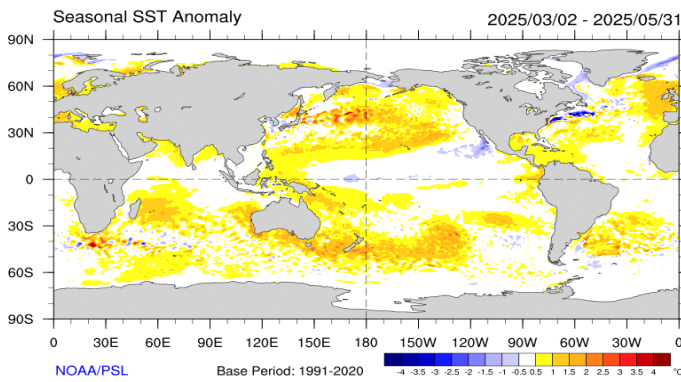 Seasonal SST Anomaly 2025/03/02 - 2025/05/31
90N
60N
30N
0
30S
60S
90S
0 30E 60E 90E 120E 150E 180 150W 120W 90W 60W 30W 0
NOAA/PSL Base Period: 1991-2020
-4 -3.5 -3 -2.5 -2 -1.5 -1 -0.5 0.5 1 1.5 2 2.5 3 3.5 4 °C